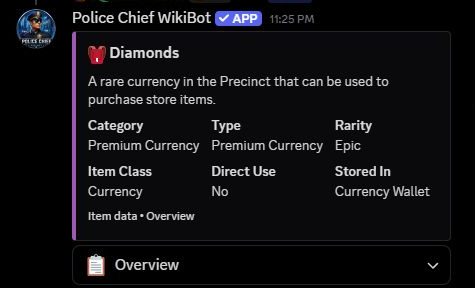 Police Chief WikiBot ✓ APP 11:25 PM
POLICE CHIEF
Diamonds
A rare currency in the Precinct that can be used to
purchase store items.
Category Type Rarity
Premium Currency Premium Currency Epic
Item Class Direct Use Stored In
Currency No Currency Wallet
Item data • Overview
Overview